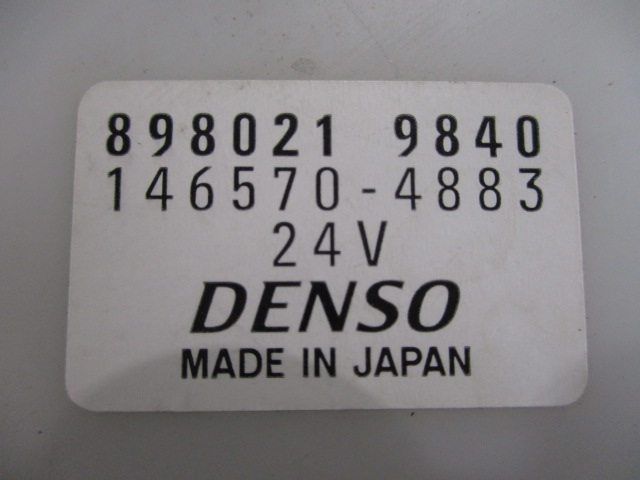 898021 9840
146570-4883
24V
DENSO
MADE IN JAPAN